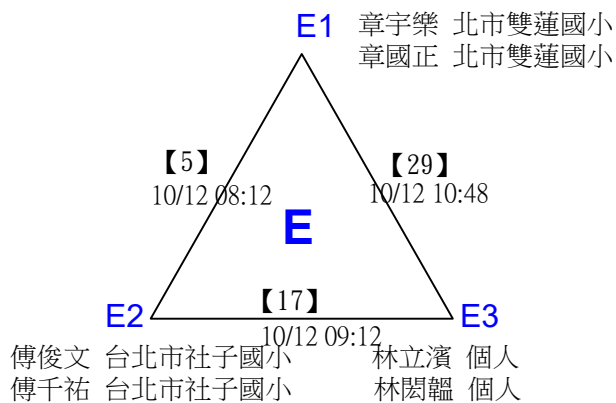 E1 章宇樂 北市雙蓮國小
章國正 北市雙蓮國小
【5】
10/12 08:12
【29】
10/12 10:48
E
【17】
10/12 09:12
E2
E3
傅俊文 台北市社子國小
傅千祐 台北市社子國小
林立濱 個人
林閎韞 個人